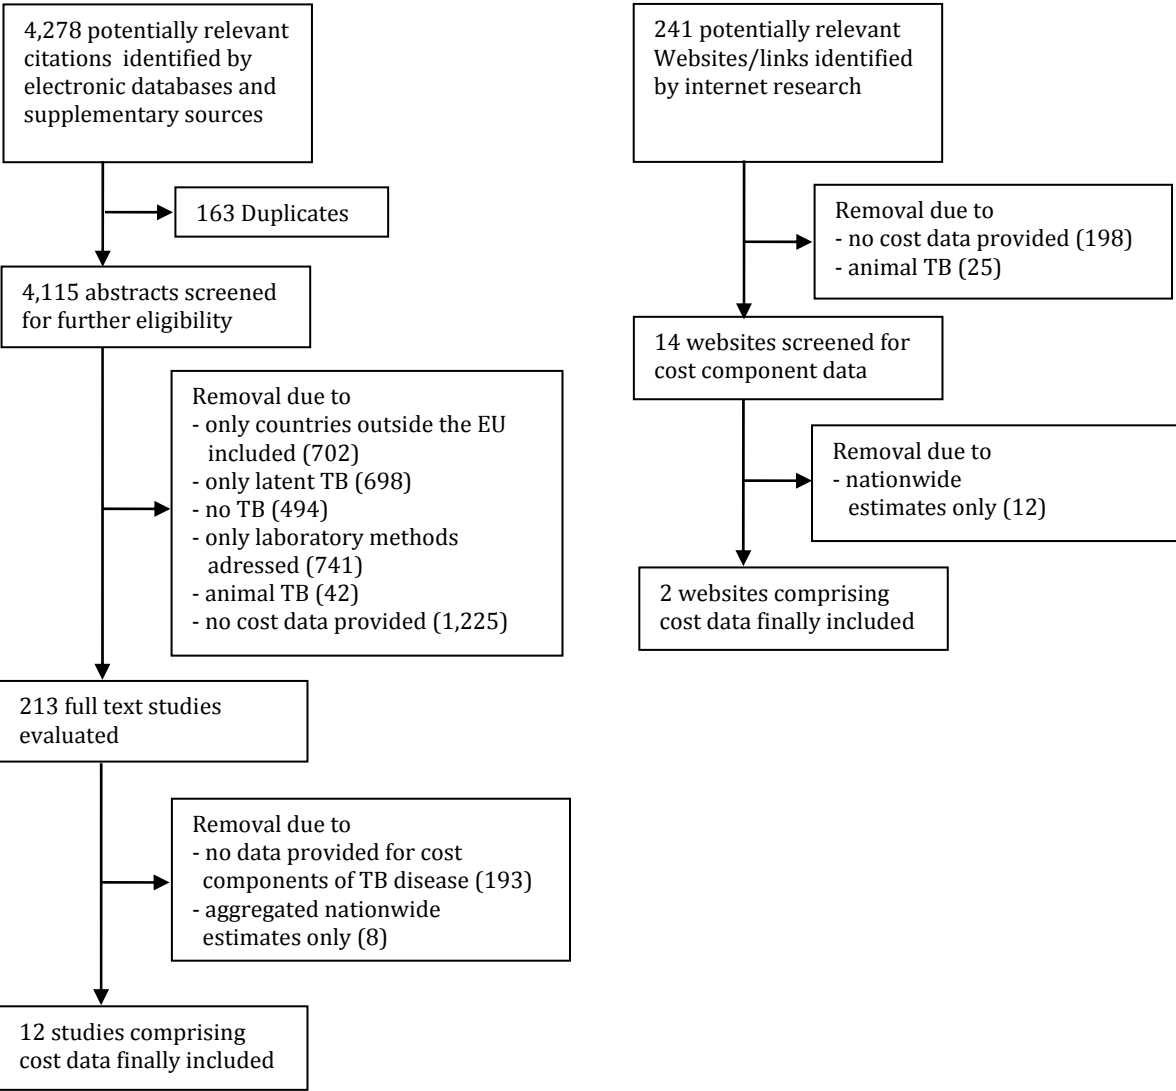 4,278 potentially relevant
citations identified by
electronic databases and
supplementary sources
163 Duplicates
4,115 abstracts screened
for further eligibility
Removal due to
- only countries outside the EU
included (702)
- only latent TB (698)
- no TB (494)
- only laboratory methods
adressed (741)
- animal TB (42)
- no cost data provided (1,225)
213 full text studies
evaluated
Removal due to
- no data provided for cost
components of TB disease (193)
- aggregated nationwide
estimates only (8)
12 studies comprising
cost data finally included
241 potentially relevant
Websites/links identified
by internet research
Removal due to
- no cost data provided (198)
- animal TB (25)
14 websites screened for
cost component data
Removal due to
- nationwide
estimates only (12)
2 websites comprising
cost data finally included